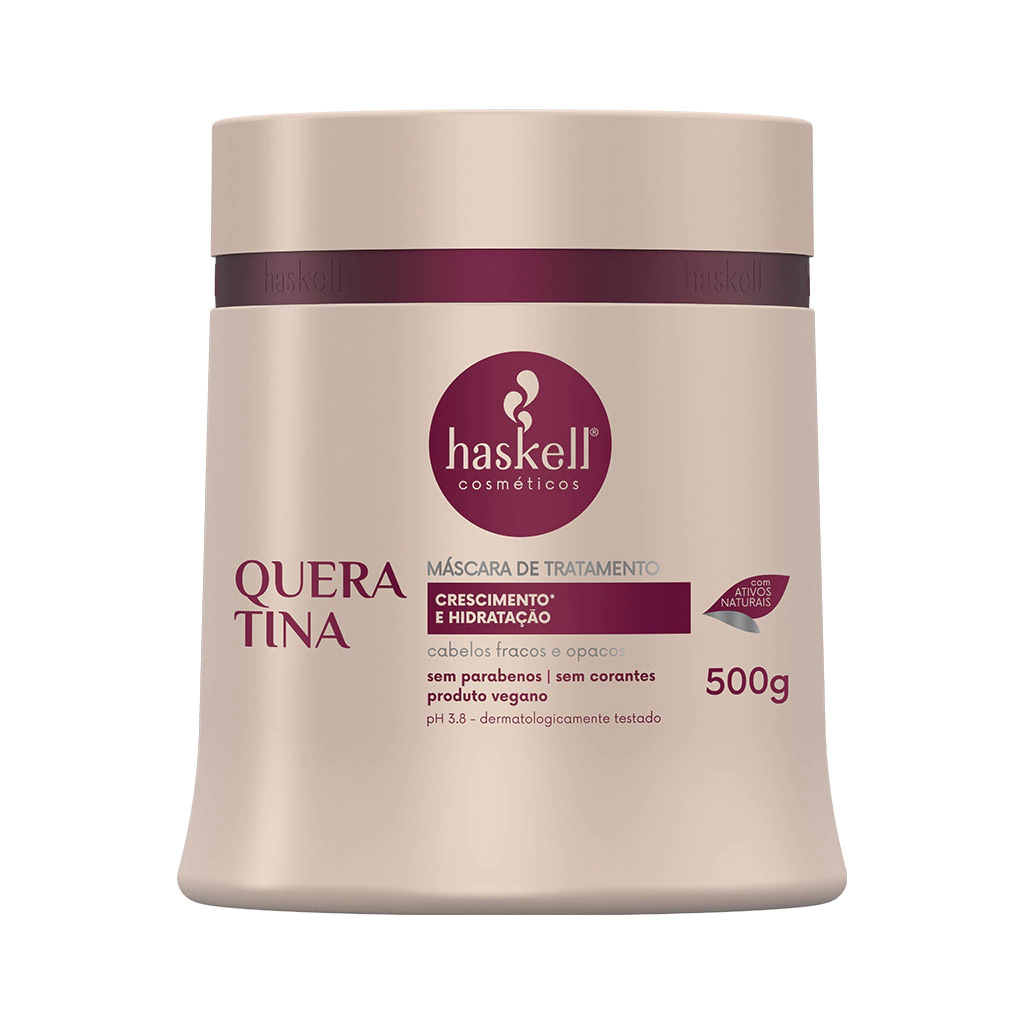 haskell haskell
haskell®
cosméticos
QUERA
TINA
MÁSCARA DE TRATAMENTO
CRESCIMENTO*
E HIDRATAÇÃO
cabelos fracos e opacos
sem parabenos | sem corantes
produto vegano
pH 3.8 - dermatologicamente testado
com
ATIVOS
NATURAIS
500g